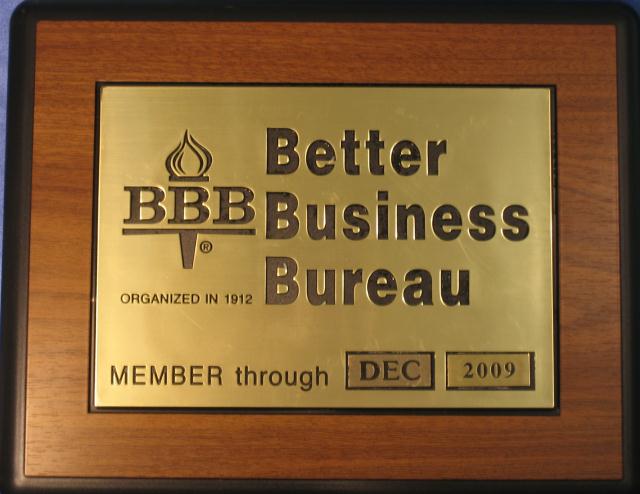 Better
BBB Business
®
ORGANIZED IN 1912 Bureau
MEMBER through DEC 2009